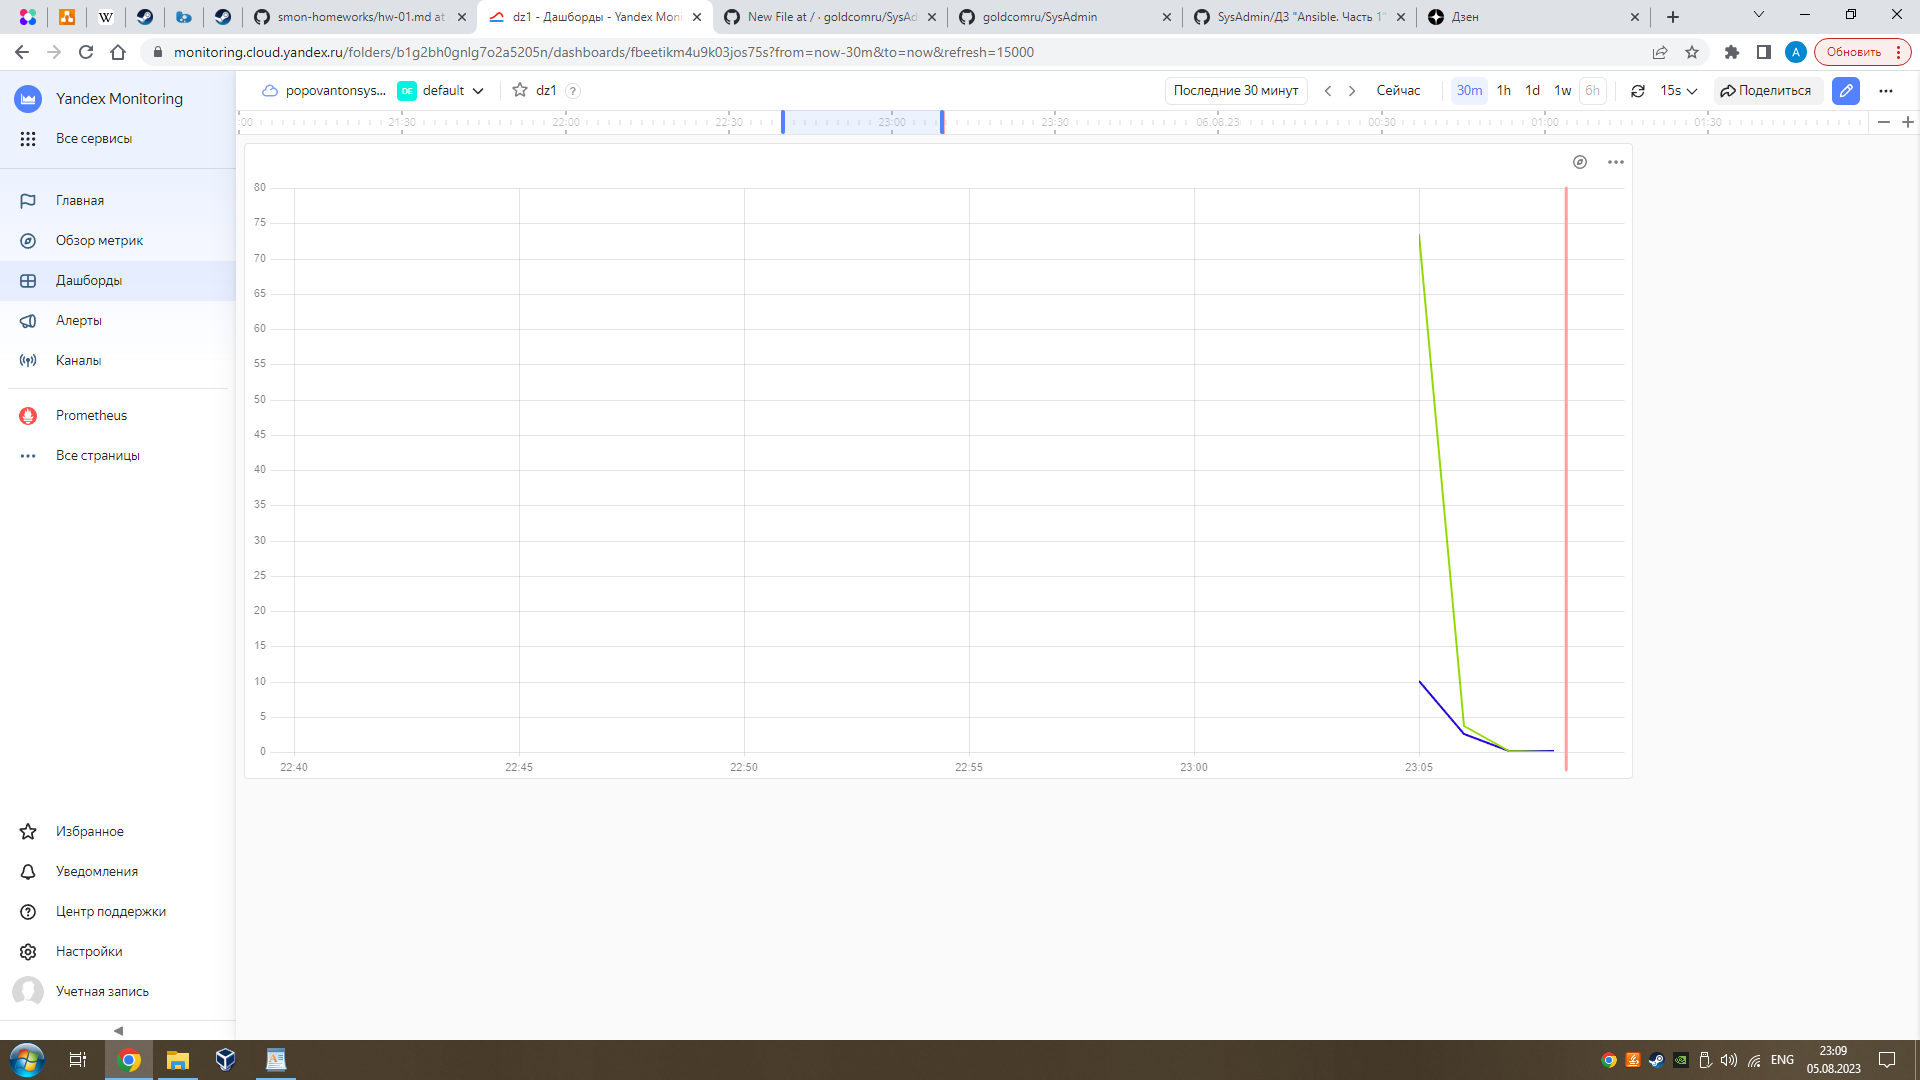 smon-homeworks/hw-01.md at
dz1 - Дашборды - Yandex Moni
New File at / · goldcomru/SysAd
goldcomru/SysAdmin
SysAdmin/ДЗ "Ansible. Часть 1"
Дзен
monitoring.cloud.yandex.ru/folders/b1g2bh0gnlg7o2a5205n/dashboards/fbeetikm4u9k03jos75s?from=now-30m&to=now&refresh=15000
A
Обновить
Yandex Monitoring
Все сервисы
Главная
Обзор метрик
Дашборды
Алерты
Каналы
Prometheus
Все страницы
Избранное
Уведомления
Центр поддержки
Настройки
Учетная запись
popovantonsys...
DE
default
dz1
?
Последние 30 минут
Сейчас
30m
1h
1d
1w
6h
15s
Поделиться
:00
21:30
22:00
22:30
23:00
23:30
06.08.23
00:30
01:00
01:30
80
75
70
65
60
55
50
45
40
35
30
25
20
15
10
5
0
22:40
22:45
22:50
22:55
23:00
23:05
ENG
23:09
05.08.2023